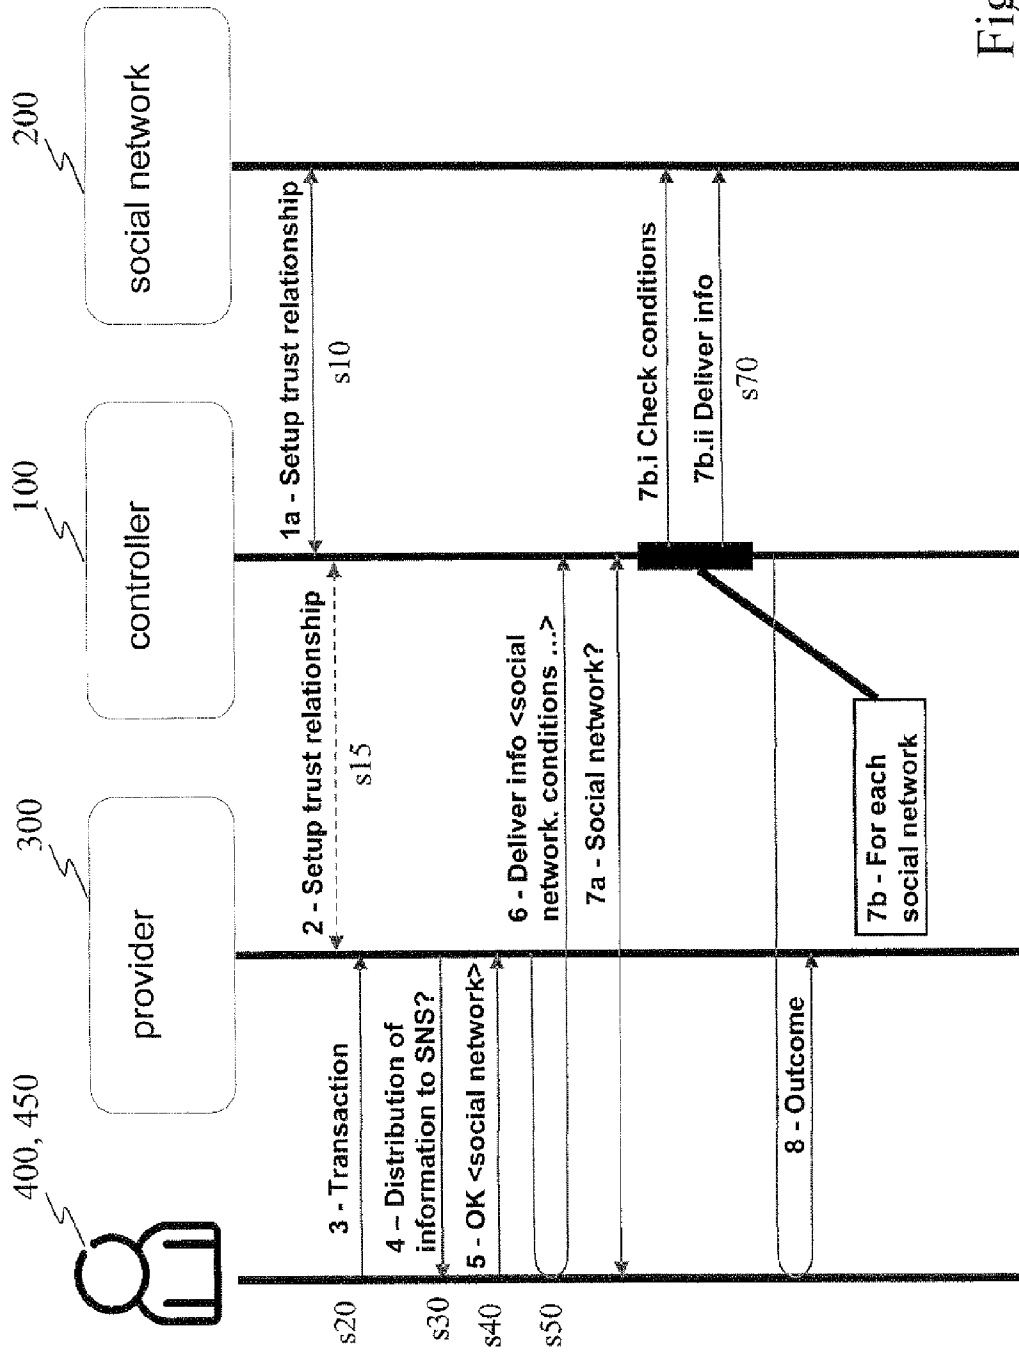 400, 450
300
100
200
provider
controller
social network
1a - Setup trust relationship
s10
2 - Setup trust relationship
s15
3 - Transaction
s20
4 – Distribution of
information to SNS?
s30
5 - OK <social network>
s40
6 - Deliver info <social
network. conditions ...>
s50
7a - Social network?
7b.i Check conditions
7b.ii Deliver info
s70
7b - For each
social network
8 - Outcome
Fig